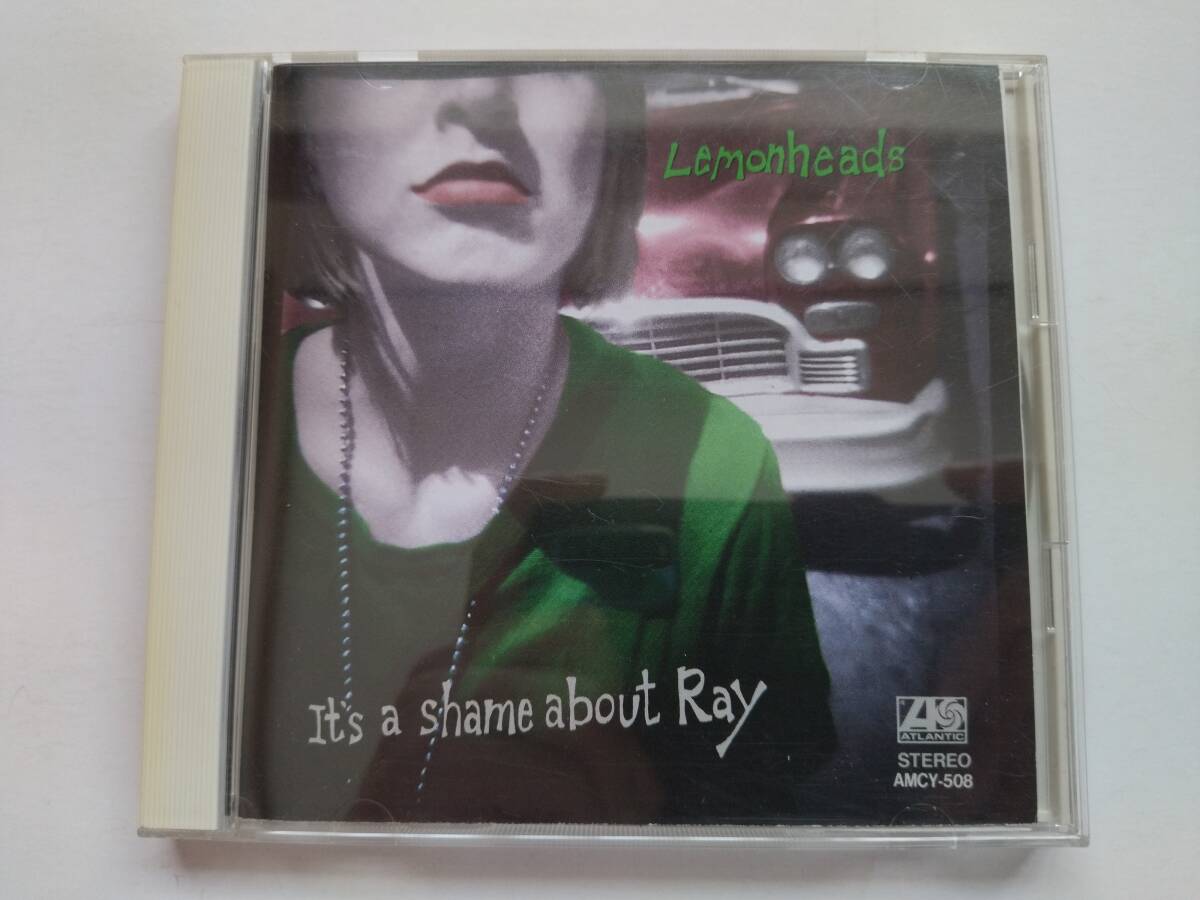 Lemonheads
It's a shame about Ray
ATLANTIC
STEREO
AMCY-508